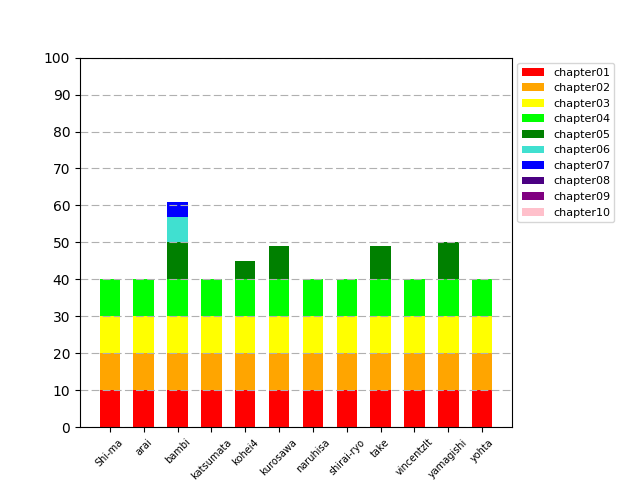 100
90
80
70
60
50
40
30
20
10
0
Shi-ma
arai
bambi
katsumata
kohei4
kurosawa
naruhisa
shirai-ryo
take
vincentzlt
yamagishi
yohta
chapter01
chapter02
chapter03
chapter04
chapter05
chapter06
chapter07
chapter08
chapter09
chapter10